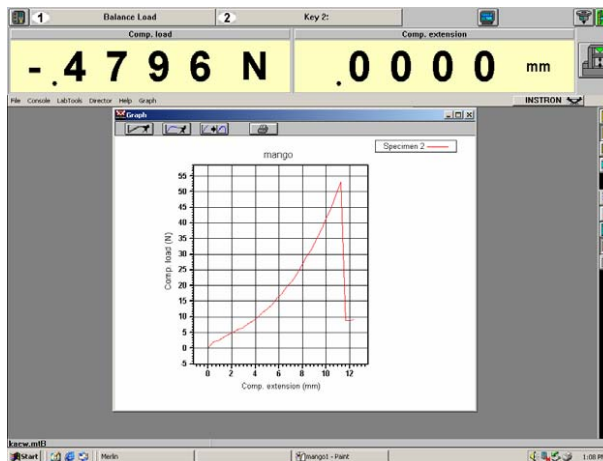 1 Balance Load 2 Key 2:
Comp. load Comp. extension
-.4796 N .0000 mm
File Console LabTools Director Help Graph INSTRON
Graph
mango
Specimen 2
55
50
45
40
35
30
25
20
15
10
5
0
-5
Comp. load (N)
0 2 4 6 8 10 12
Comp. extension (mm)
Start Merlin mango1 - Paint 1:08 PM